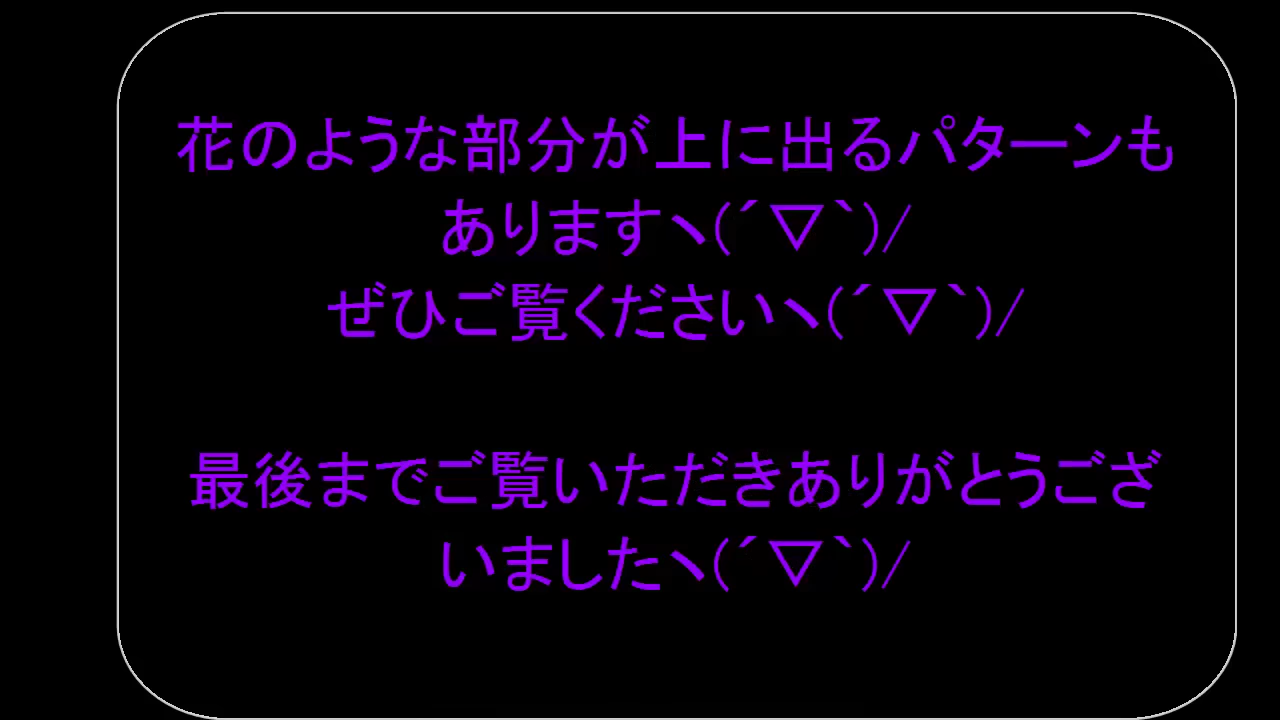 花のような部分が上に出るパターンも
ありますヽ(´▽`)/
ぜひご覧くださいヽ(´▽`)/
最後までご覧いただきありがとうござ
いましたヽ(´▽`)/